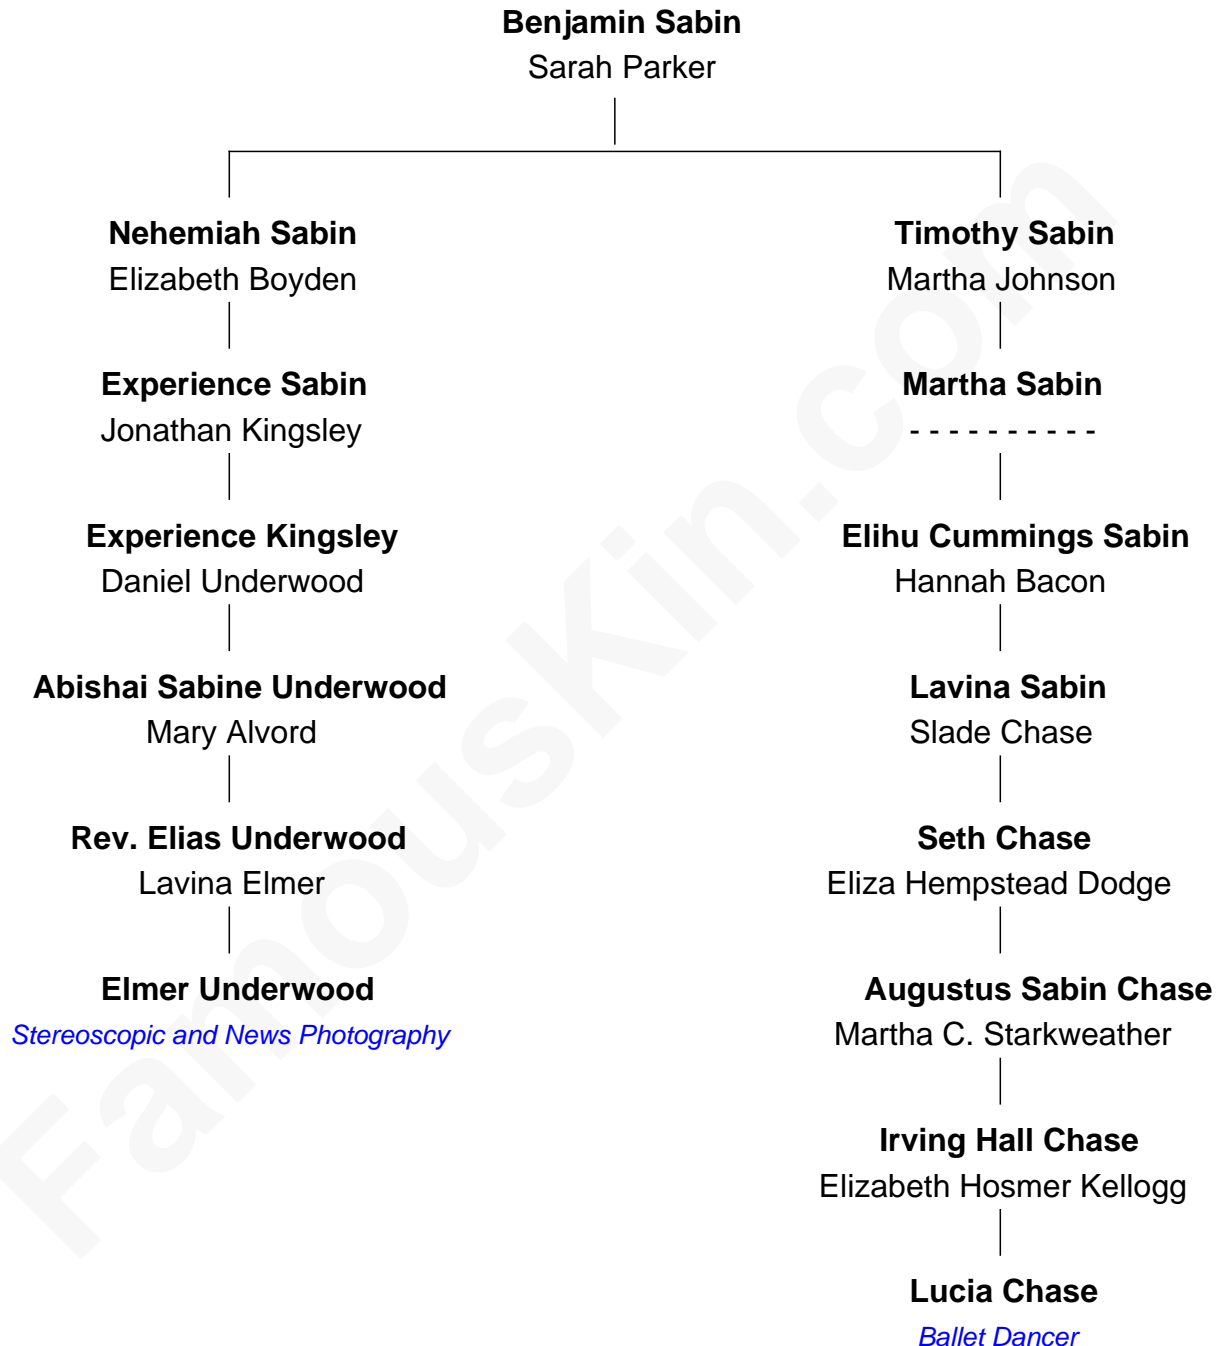 Benjamin Sabin
Sarah Parker
Nehemiah Sabin
Elizabeth Boyden
Experience Sabin
Jonathan Kingsley
Experience Kingsley
Daniel Underwood
Abishai Sabine Underwood
Mary Alvord
Rev. Elias Underwood
Lavina Elmer
Elmer Underwood
Stereoscopic and News Photography
Timothy Sabin
Martha Johnson
Martha Sabin
- - - - - - - - - -
Elihu Cummings Sabin
Hannah Bacon
Lavina Sabin
Slade Chase
Seth Chase
Eliza Hempstead Dodge
Augustus Sabin Chase
Martha C. Starkweather
Irving Hall Chase
Elizabeth Hosmer Kellogg
Lucia Chase
Ballet Dancer
FamousKin.com